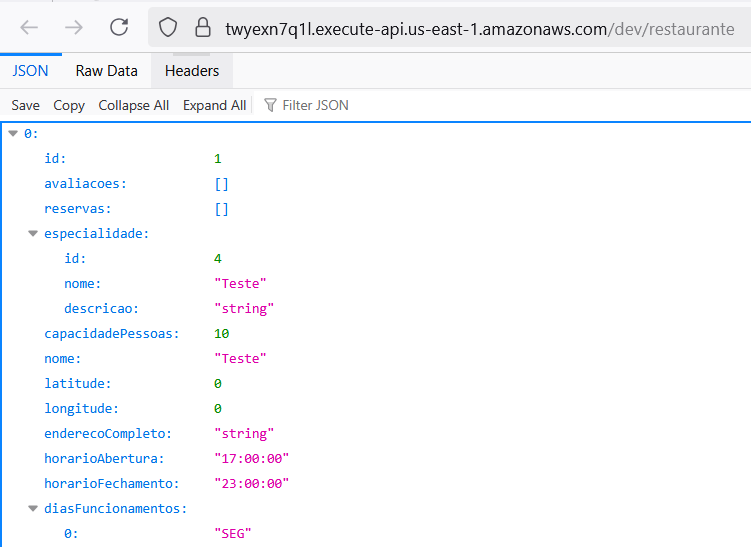 twyexn7q1l.execute-api.us-east-1.amazonaws.com/dev/restaurante
JSON Raw Data Headers
Save Copy Collapse All Expand All Filter JSON
0:
id: 1
avaliacoes: []
reservas: []
especialidade:
id: 4
nome: "Teste"
descricao: "string"
capacidadePessoas: 10
nome: "Teste"
latitude: 0
longitude: 0
enderecoCompleto: "string"
horarioAbertura: "17:00:00"
horarioFechamento: "23:00:00"
diasFuncionamentos:
0: "SEG"